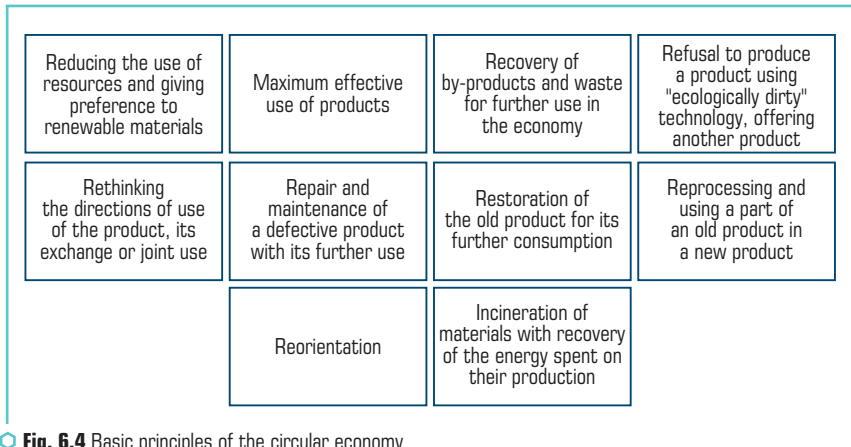 Reducing the use of
resources and giving
preference to
renewable materials
Maximum effective
use of products
Recovery of
by-products and waste
for further use in
the economy
Refusal to produce
a product using
"ecologically dirty"
technology, offering
another product
Rethinking
the directions of use
of the product, its
exchange or joint use
Repair and
maintenance of
a defective product
with its further use
Restoration of
the old product for its
further consumption
Reprocessing and
using a part of
an old product in
a new product
Reorientation
Incineration of
materials with recovery
of the energy spent on
their production
Fig. 6.4 Basic principles of the circular economy